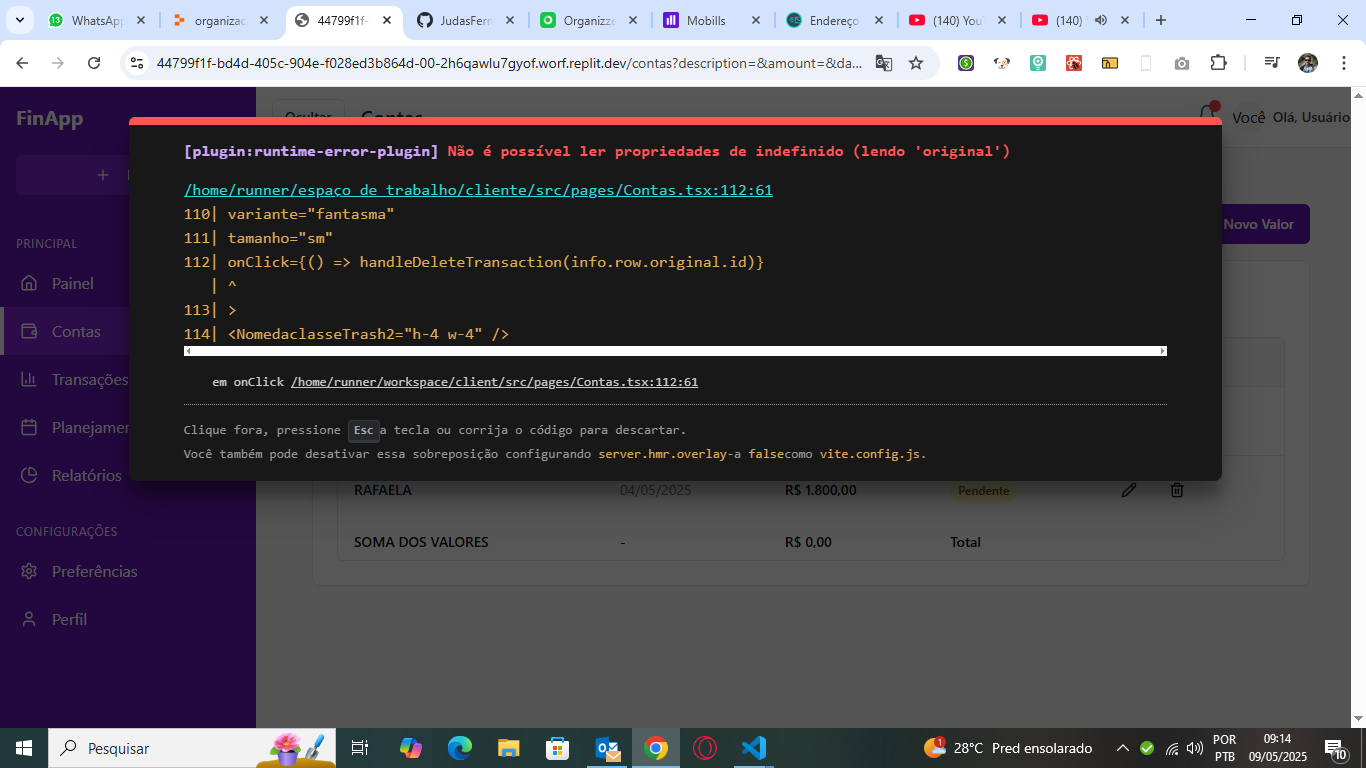 WhatsApp
organizac
44799f1f-
JudasFern
Organizze
Mobills
Endereço
(140) You
(140)
44799f1f-bd4d-405c-904e-f028ed3b864d-00-2h6qawlu7gyof.worf.replit.dev/contas?description=&amount=&da...
FinApp
Ocultar
Contas
Você Olá, Usuário
Novo Valor
PRINCIPAL
Painel
Contas
Transações
Planejamen
Relatórios
CONFIGURAÇÕES
Preferências
Perfil
[plugin:runtime-error-plugin] Não é possível ler propriedades de indefinido (lendo 'original')
/home/runner/espaço de trabalho/cliente/src/pages/Contas.tsx:112:61
110| variante="fantasma"
111| tamanho="sm"
112| onClick={() => handleDeleteTransaction(info.row.original.id)}
| ^
113| >
114| <NomedaclasseTrash2="h-4 w-4" />
em onClick /home/runner/workspace/client/src/pages/Contas.tsx:112:61
Clique fora, pressione Esc a tecla ou corrija o código para descartar.
Você também pode desativar essa sobreposição configurando server.hmr.overlay-a falsecomo vite.config.js.
RAFAELA 04/05/2025 R$ 1.800,00 Pendente
SOMA DOS VALORES - R$ 0,00 Total
Pesquisar
28°C Pred ensolarado
POR
PTB
09:14
09/05/2025
10